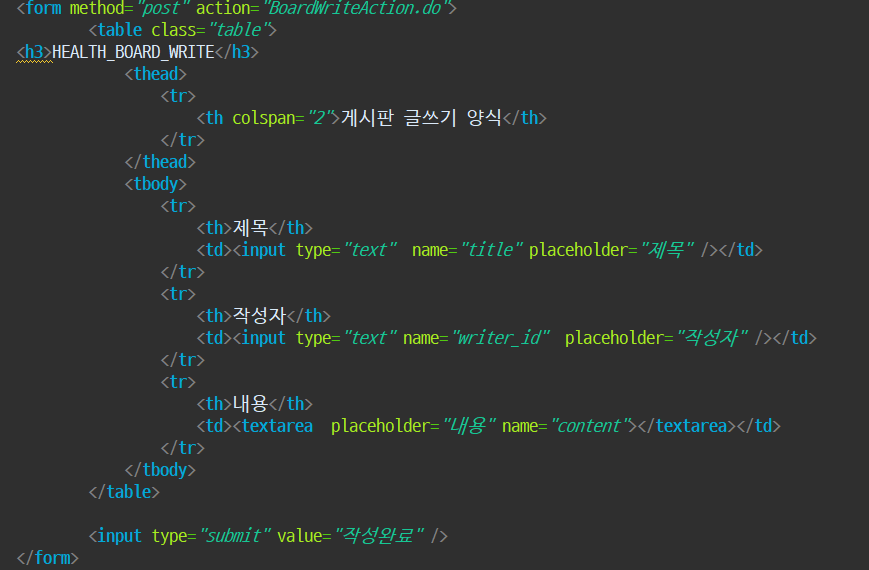 <form method="post" action="BoardWriteAction.do">
<table class="table">
<h3>HEALTH_BOARD_WRITE</h3>
<thead>
<tr>
<th colspan="2">게시판 글쓰기 양식</th>
</tr>
</thead>
<tbody>
<tr>
<th>제목</th>
<td><input type="text"  name="title" placeholder="제목" /></td>
</tr>
<tr>
<th>작성자</th>
<td><input type="text" name="writer_id"  placeholder="작성자" /></td>
</tr>
<tr>
<th>내용</th>
<td><textarea  placeholder="내용" name="content"></textarea></td>
</tr>
</tbody>
</table>
<input type="submit" value="작성완료" />
</form>